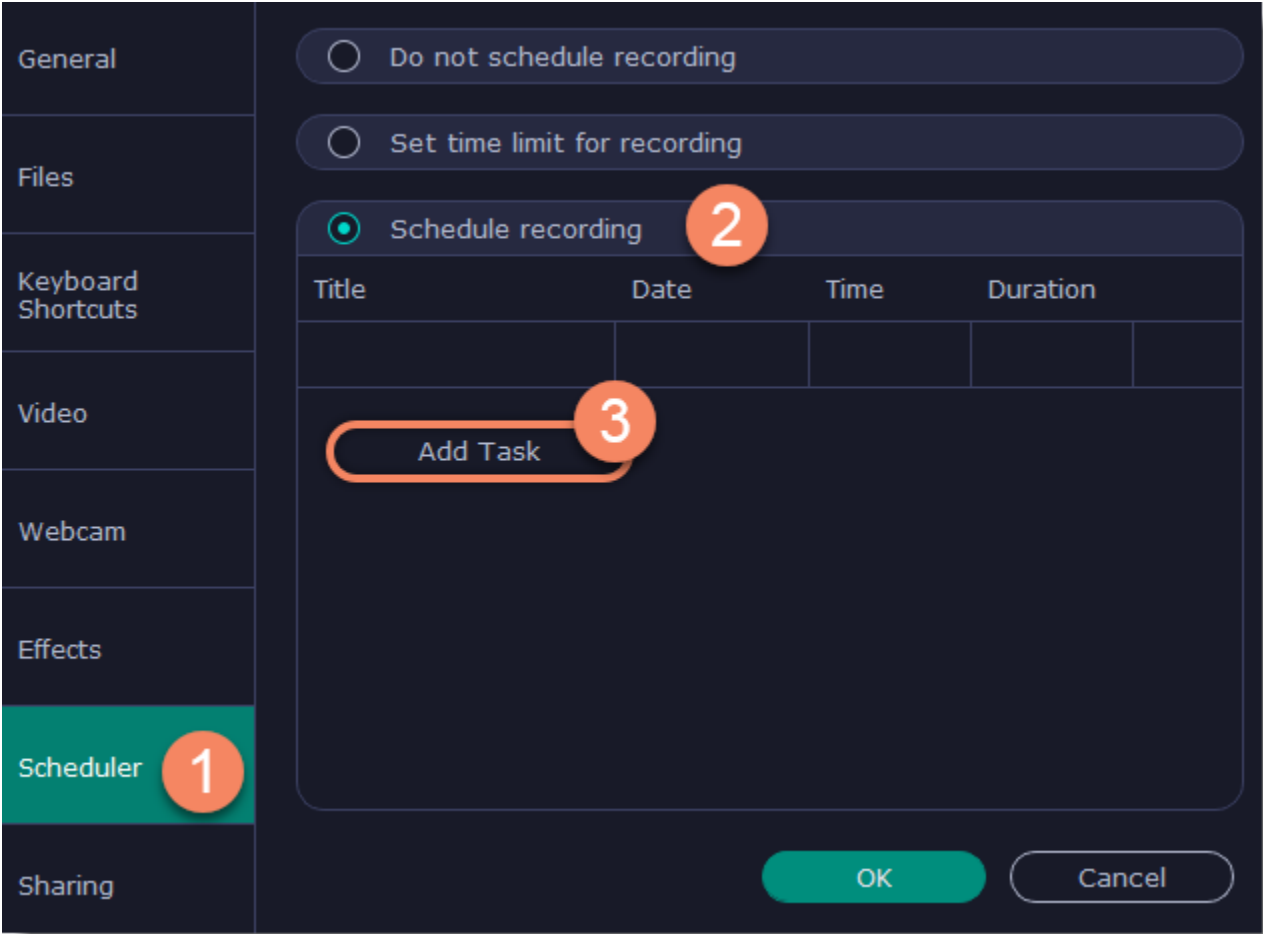 General
Files
Keyboard
Shortcuts
Video
Webcam
Effects
Scheduler 1
Sharing
Do not schedule recording
Set time limit for recording
Schedule recording 2
Title Date Time Duration
Add Task 3
OK Cancel